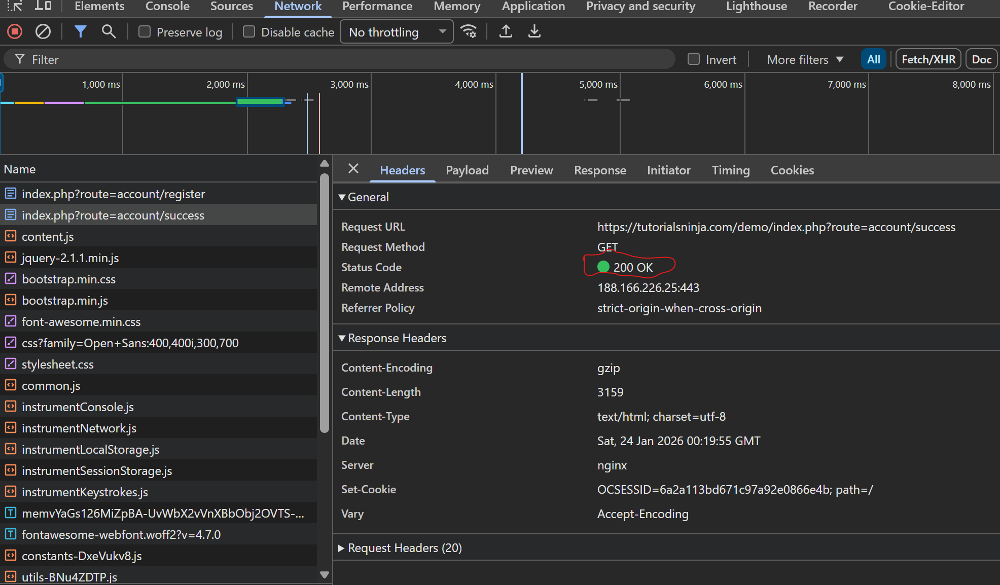 Elements Console Sources Network Performance Memory Application Privacy and security Lighthouse Recorder Cookie-Editor
Preserve log Disable cache No throttling
Filter Invert More filters All Fetch/XHR Doc
1,000 ms 2,000 ms 3,000 ms 4,000 ms 5,000 ms 6,000 ms 7,000 ms 8,000 ms
Name
index.php?route=account/register
index.php?route=account/success
content.js
jquery-2.1.1.min.js
bootstrap.min.css
bootstrap.min.js
font-awesome.min.css
css?family=Open+Sans:400,400i,300,700
stylesheet.css
common.js
instrumentConsole.js
instrumentNetwork.js
instrumentLocalStorage.js
instrumentSessionStorage.js
instrumentKeystrokes.js
memvYaGs126MiZpBA-UvWbX2vVnXBbObj2OVTS-...
fontawesome-webfont.woff2?v=4.7.0
constants-DxeVukv8.js
utils-BNu4ZDTP.js
Headers Payload Preview Response Initiator Timing Cookies
General
Request URL https://tutorialsninja.com/demo/index.php?route=account/success
Request Method GET
Status Code 200 OK
Remote Address 188.166.226.25:443
Referrer Policy strict-origin-when-cross-origin
Response Headers
Content-Encoding gzip
Content-Length 3159
Content-Type text/html; charset=utf-8
Date Sat, 24 Jan 2026 00:19:55 GMT
Server nginx
Set-Cookie OCSESSID=6a2a113bd671c97a92e0866e4b; path=/
Vary Accept-Encoding
Request Headers (20)